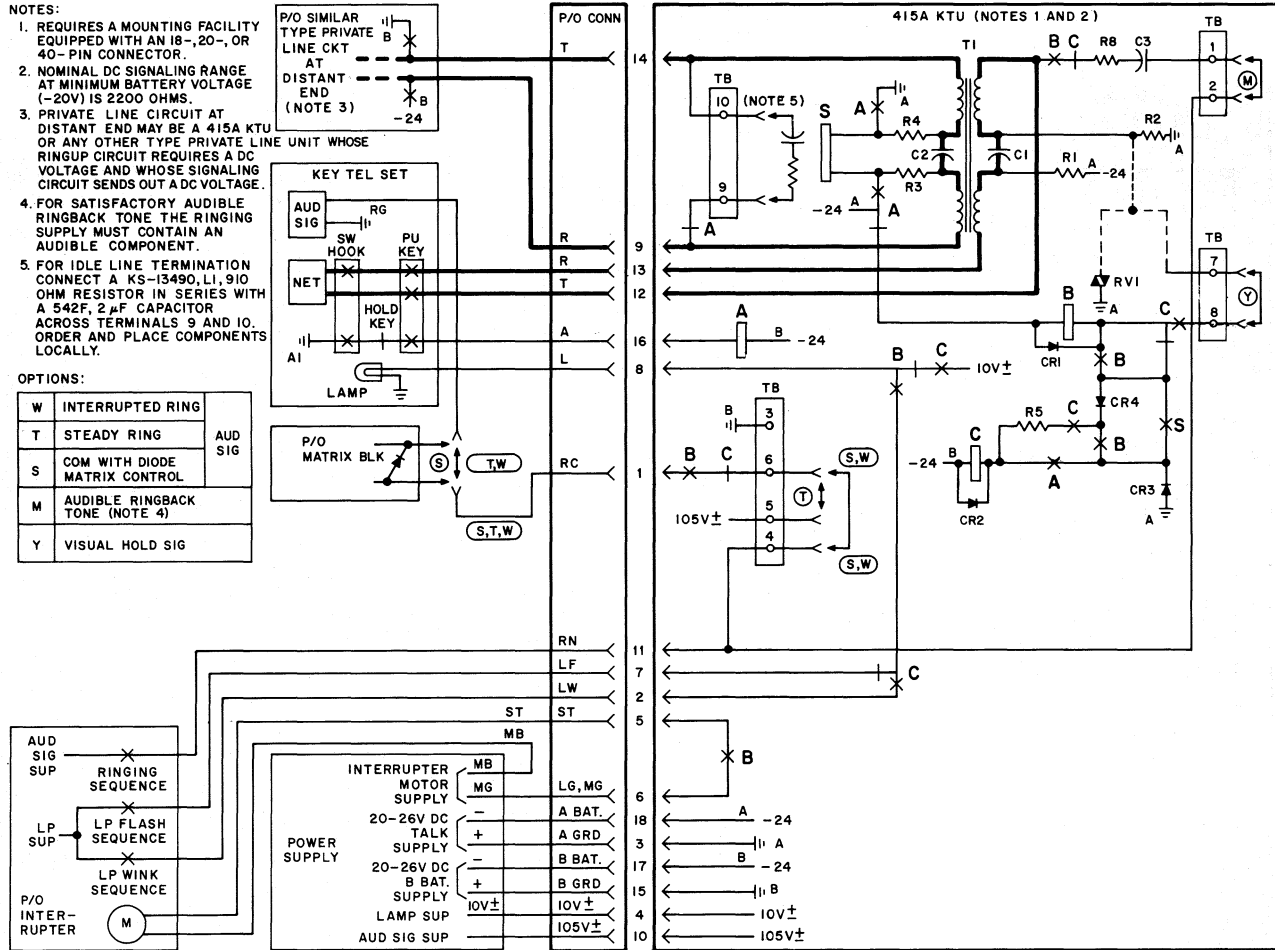 NOTES:
1. REQUIRES A MOUNTING FACILITY
EQUIPPED WITH AN 18-,20-, OR
40-PIN CONNECTOR.
2. NOMINAL DC SIGNALING RANGE
AT MINIMUM BATTERY VOLTAGE
(-20V) IS 2200 OHMS.
3. PRIVATE LINE CIRCUIT AT
DISTANT END MAY BE A 415A KTU
OR ANY OTHER TYPE PRIVATE LINE UNIT WHOSE
RINGUP CIRCUIT REQUIRES A DC
VOLTAGE AND WHOSE SIGNALING
CIRCUIT SENDS OUT A DC VOLTAGE.
4. FOR SATISFACTORY AUDIBLE
RINGBACK TONE THE RINGING
SUPPLY MUST CONTAIN AN
AUDIBLE COMPONENT.
5. FOR IDLE LINE TERMINATION
CONNECT A KS-13490, L1, 910
OHM RESISTOR IN SERIES WITH
A 542F, 2 µF CAPACITOR
ACROSS TERMINALS 9 AND 10.
ORDER AND PLACE COMPONENTS
LOCALLY.
OPTIONS:
W INTERRUPTED RING
T STEADY RING
S COM WITH DIODE
MATRIX CONTROL
AUD
SIG
M AUDIBLE RINGBACK
TONE (NOTE 4)
Y VISUAL HOLD SIG
P/O SIMILAR
TYPE PRIVATE
LINE CKT
AT
DISTANT
END
(NOTE 3)
B
B
-24
KEY TEL SET
AUD
SIG
RG
SW
HOOK
PU
KEY
NET
HOLD
KEY
A1
LAMP
P/O
MATRIX BLK
S
T,W
S,T,W
P/O CONN
T 14
R 9
R 13
T 12
A 16
L 8
RC 1
RN 11
LF 7
LW 2
ST ST 5
MB
LG, MG 6
A BAT. 18
A GRD 3
B BAT. 17
B GRD 15
10V± 4
105V± 10
AUD
SIG
SUP
RINGING
SEQUENCE
LP FLASH
SEQUENCE
LP
SUP
LP WINK
SEQUENCE
P/O
INTER-
RUPTER
M
POWER
SUPPLY
INTERRUPTER
MOTOR
SUPPLY
MB
MG
20-26V DC
TALK
SUPPLY
-
+
20-26V DC
B BAT.
SUPPLY
-
+
LAMP SUP 10V±
AUD SIG SUP
415A KTU (NOTES 1 AND 2)
TB
10
9
(NOTE 5)
A
S
A
A
R4
C2
R3
-24 A
A
T1
C1
B C R8 C3
TB
1
2
M
R2
A
R1 A -24
RV1
A
TB
7
8
Y
A
B -24
B
CR1
B
C
CR4
R5 C
B
S
-24 B C
CR2
A
CR3
A
B C 10V±
TB
B 3
6
5
4
B C
105V±
S,W
T
S,W
C
B
A -24
A
B -24
B
10V±
105V±